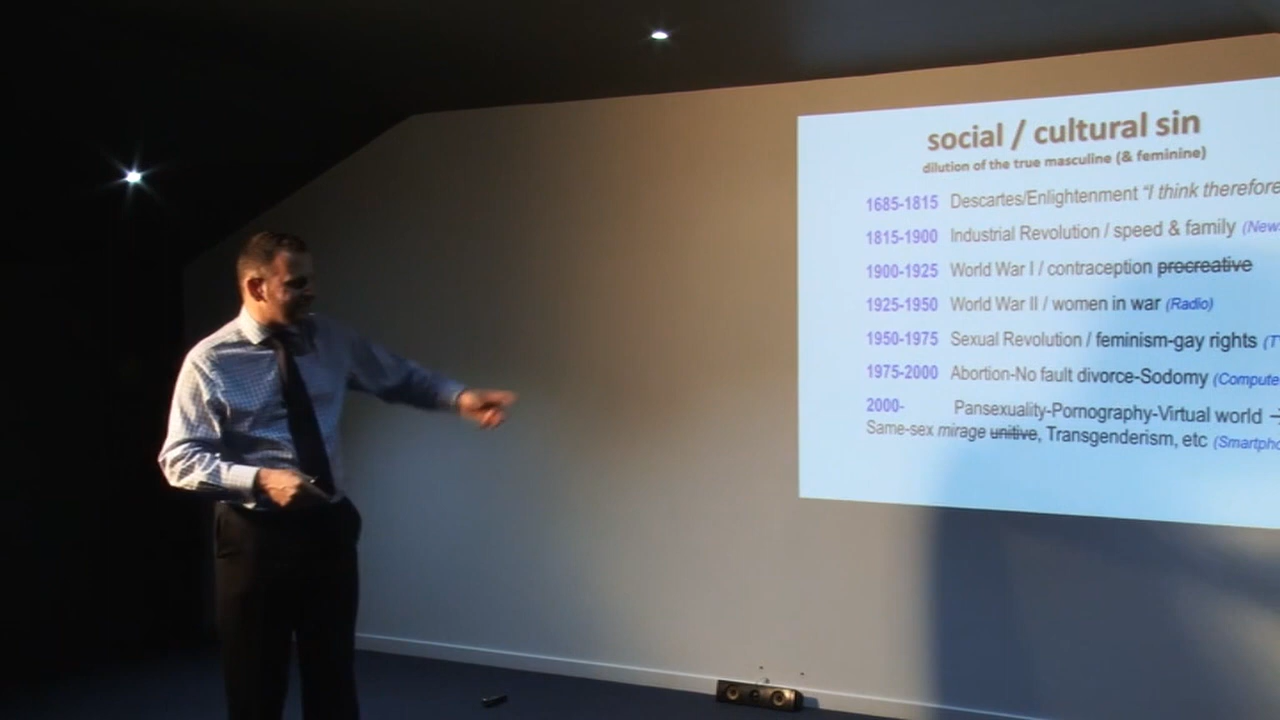 social / cultural sin
dilution of the true masculine (& feminine)
1685-1815 Descartes/Enlightenment "I think therefore
1815-1900 Industrial Revolution / speed & family (News
1900-1925 World War I / contraception procreative
1925-1950 World War II / women in war (Radio)
1950-1975 Sexual Revolution / feminism-gay rights (T
1975-2000 Abortion-No fault divorce-Sodomy (Compute
2000- Pansexuality-Pornography-Virtual world →
Same-sex mirage unitive, Transgenderism, etc (Smartpho